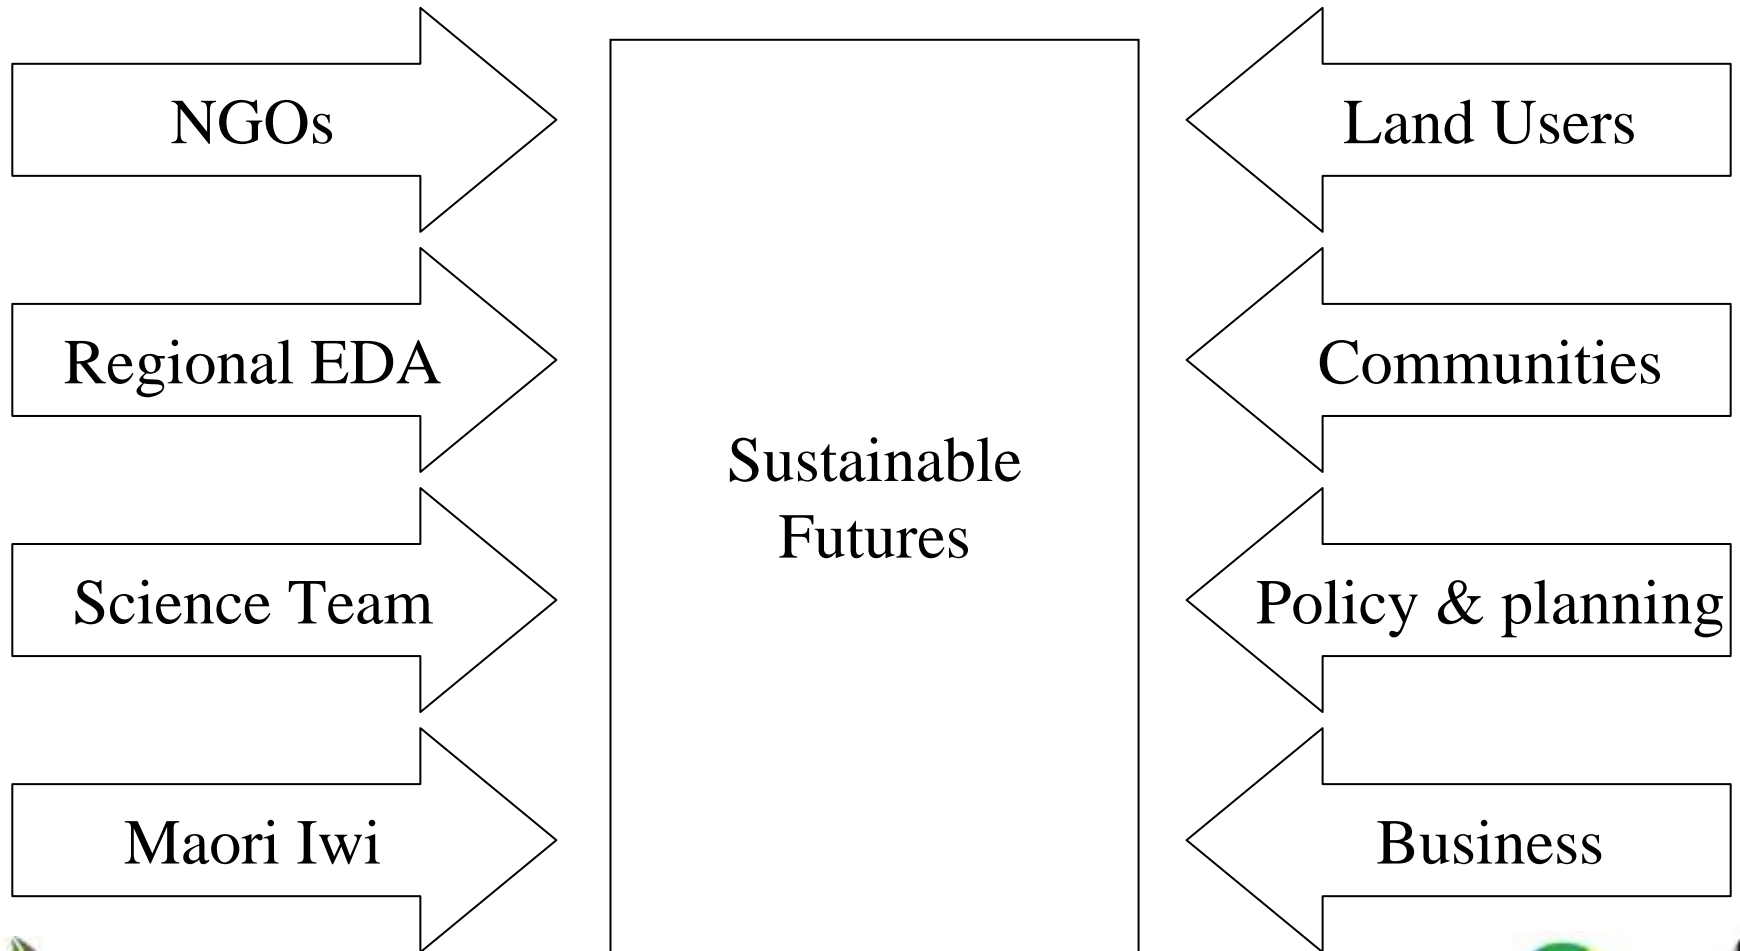 NGOs
Land Users
Regional EDA
Communities
Sustainable
Futures
Science Team
Policy & planning
Maori Iwi
Business